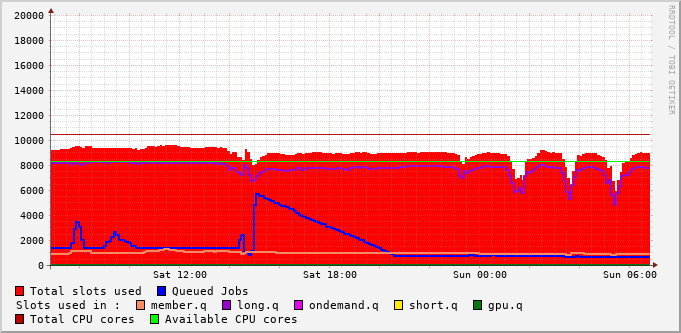 20000
18000
16000
14000
12000
10000
8000
6000
4000
2000
0
Sat 12:00 Sat 18:00 Sun 00:00 Sun 06:00
RRDTOOL / TOBI OETIKER
Total slots used Queued Jobs
Slots used in : member.q long.q ondemand.q short.q gpu.q
Total CPU cores Available CPU cores